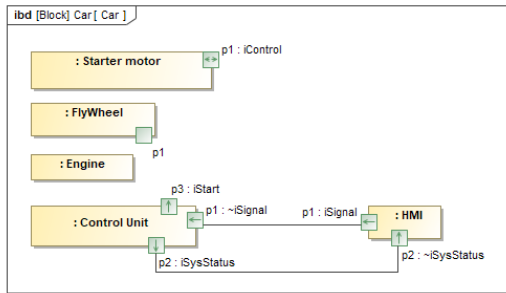 ibd [Block] Car [ Car ]
p1 : iControl
: Starter motor
: FlyWheel
p1
: Engine
p3 : iStart
p1 : ~iSignal
p1 : iSignal
: Control Unit
: HMI
p2 : iSysStatus
p2 : ~iSysStatus